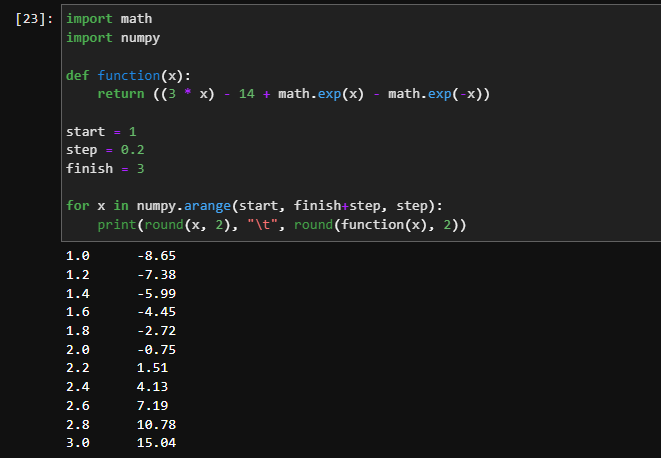 [23]: import math
import numpy
def function(x):
    return ((3 * x) - 14 + math.exp(x) - math.exp(-x))
start = 1
step = 0.2
finish = 3
for x in numpy.arange(start, finish+step, step):
    print(round(x, 2), "\t", round(function(x), 2))
1.0 -8.65
1.2 -7.38
1.4 -5.99
1.6 -4.45
1.8 -2.72
2.0 -0.75
2.2 1.51
2.4 4.13
2.6 7.19
2.8 10.78
3.0 15.04